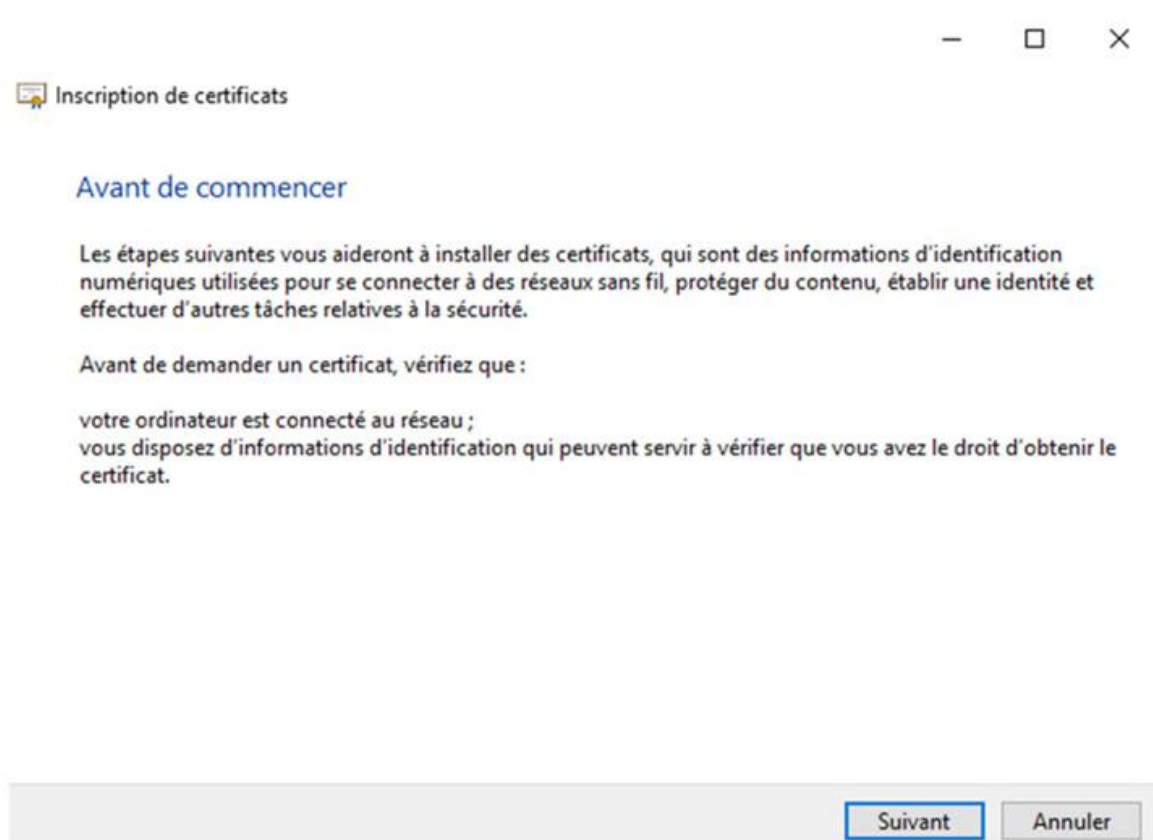 Inscription de certificats
Avant de commencer
Les étapes suivantes vous aideront à installer des certificats, qui sont des informations d'identification
numériques utilisées pour se connecter à des réseaux sans fil, protéger du contenu, établir une identité et
effectuer d'autres tâches relatives à la sécurité.
Avant de demander un certificat, vérifiez que :
votre ordinateur est connecté au réseau ;
vous disposez d'informations d'identification qui peuvent servir à vérifier que vous avez le droit d'obtenir le
certificat.
Suivant
Annuler